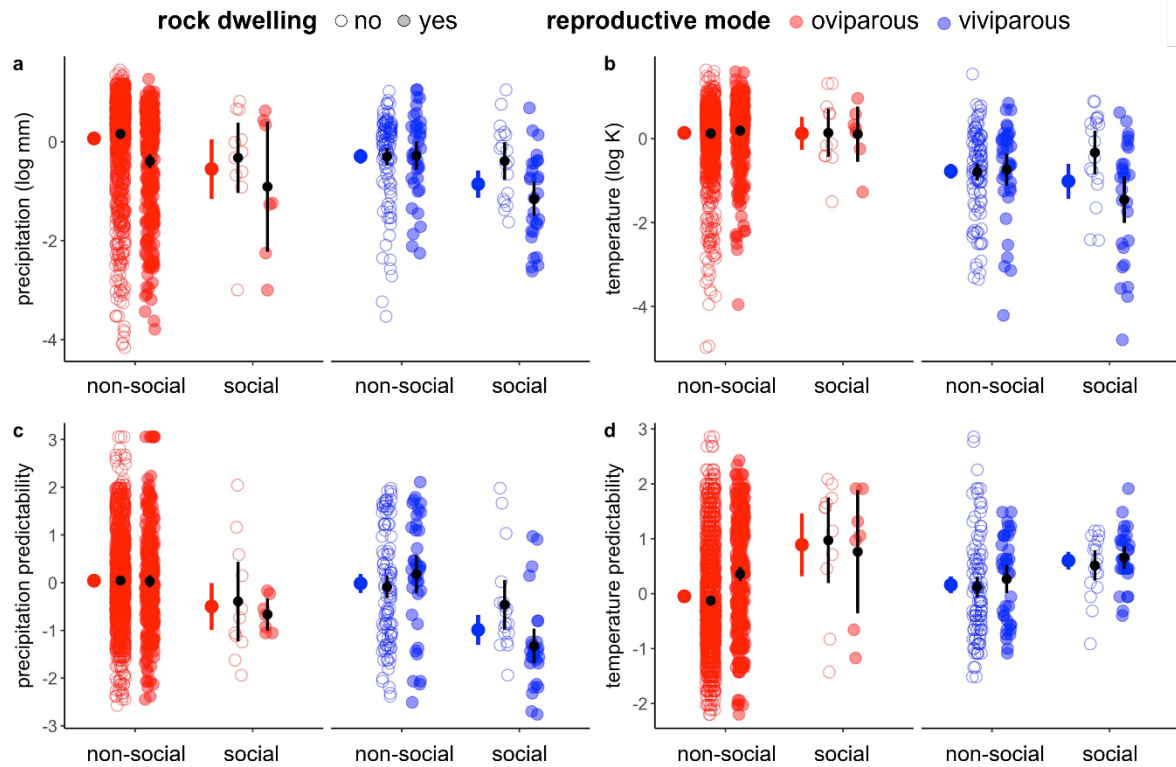 rock dwelling no yes reproductive mode oviparous viviparous
a
precipitation (log mm)
0
-2
-4
non-social social non-social social
b
temperature (log K)
0
-2
-4
non-social social non-social social
c
precipitation predictability
3
2
1
0
-1
-2
-3
non-social social non-social social
d
temperature predictability
3
2
1
0
-1
-2
non-social social non-social social